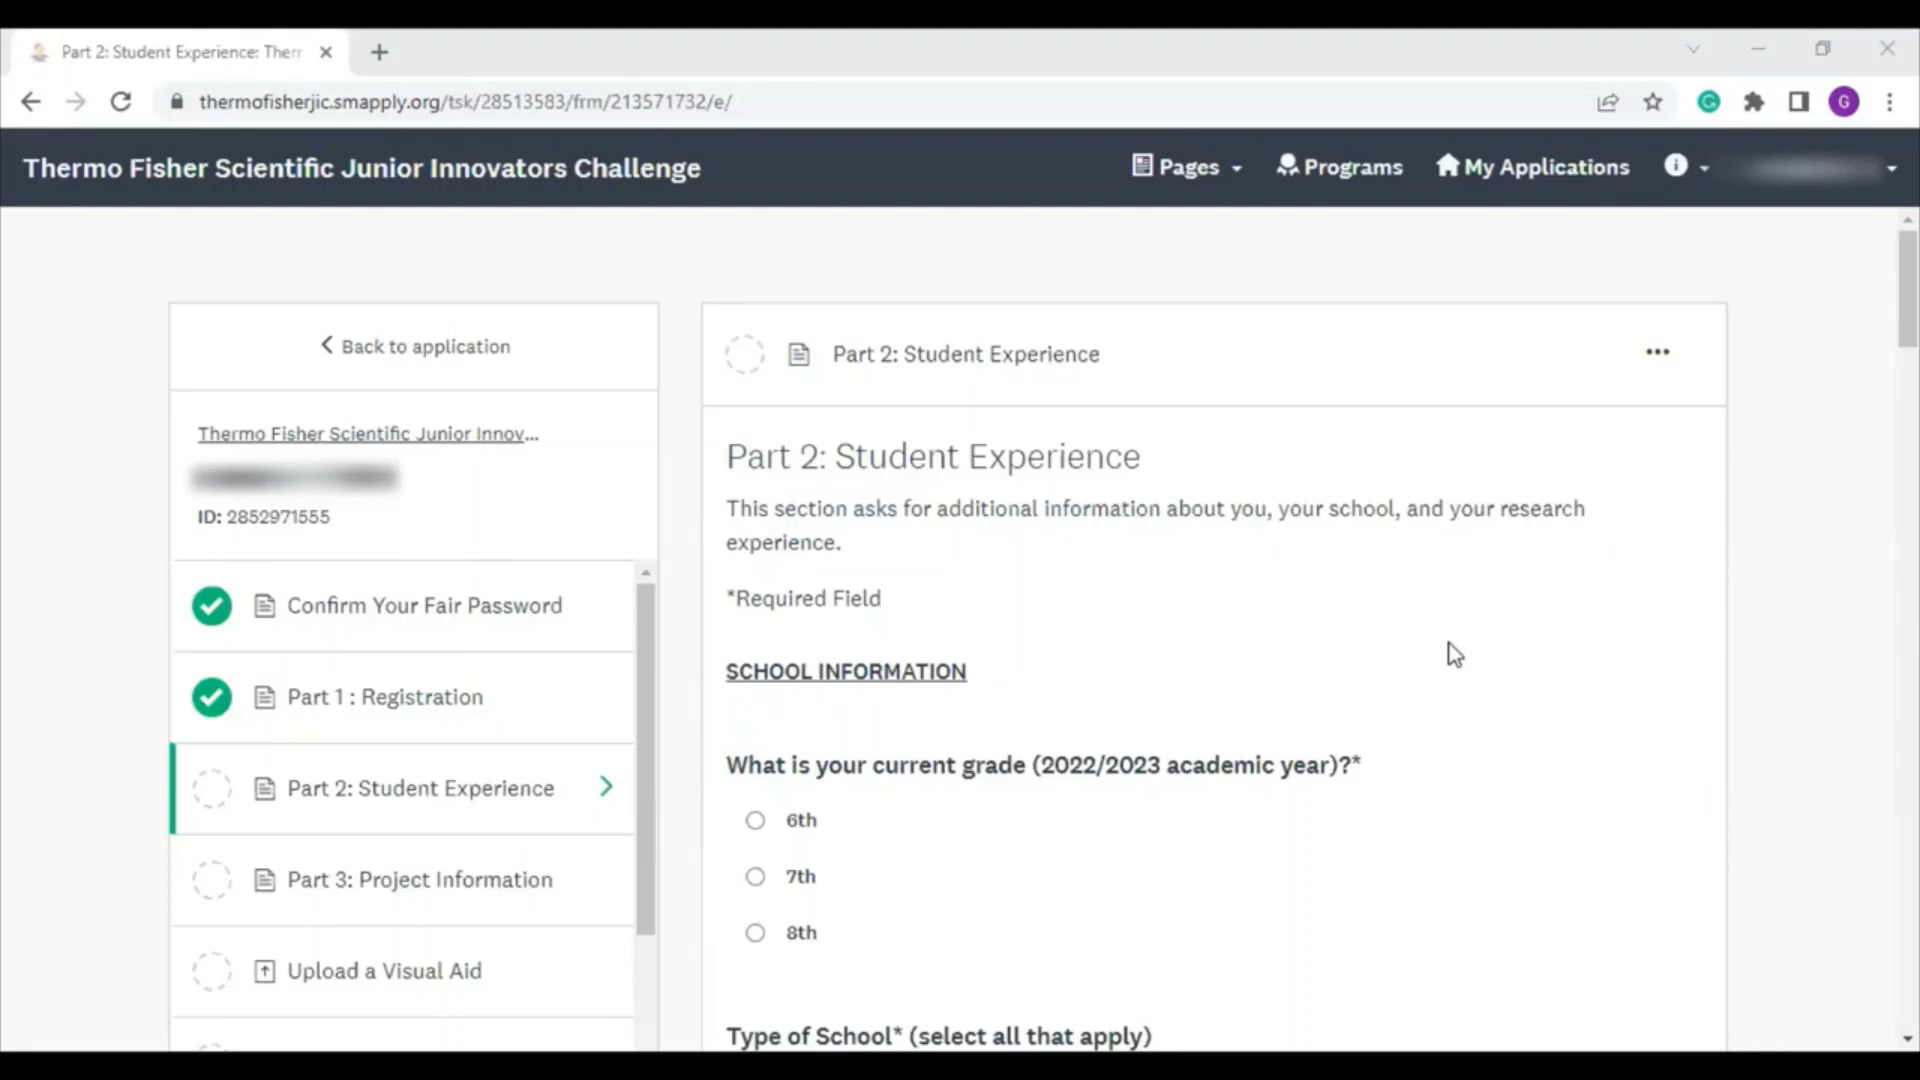 Part 2: Student Experience: Ther
thermofisherjic.smapply.org/tsk/28513583/frm/213571732/e/
G
Thermo Fisher Scientific Junior Innovators Challenge
Pages
Programs
My Applications
Back to application
Thermo Fisher Scientific Junior Innov...
ID: 2852971555
Confirm Your Fair Password
Part 1 : Registration
Part 2: Student Experience
Part 3: Project Information
Upload a Visual Aid
Part 2: Student Experience
Part 2: Student Experience
This section asks for additional information about you, your school, and your research
experience.
*Required Field
SCHOOL INFORMATION
What is your current grade (2022/2023 academic year)?*
6th
7th
8th
Type of School* (select all that apply)